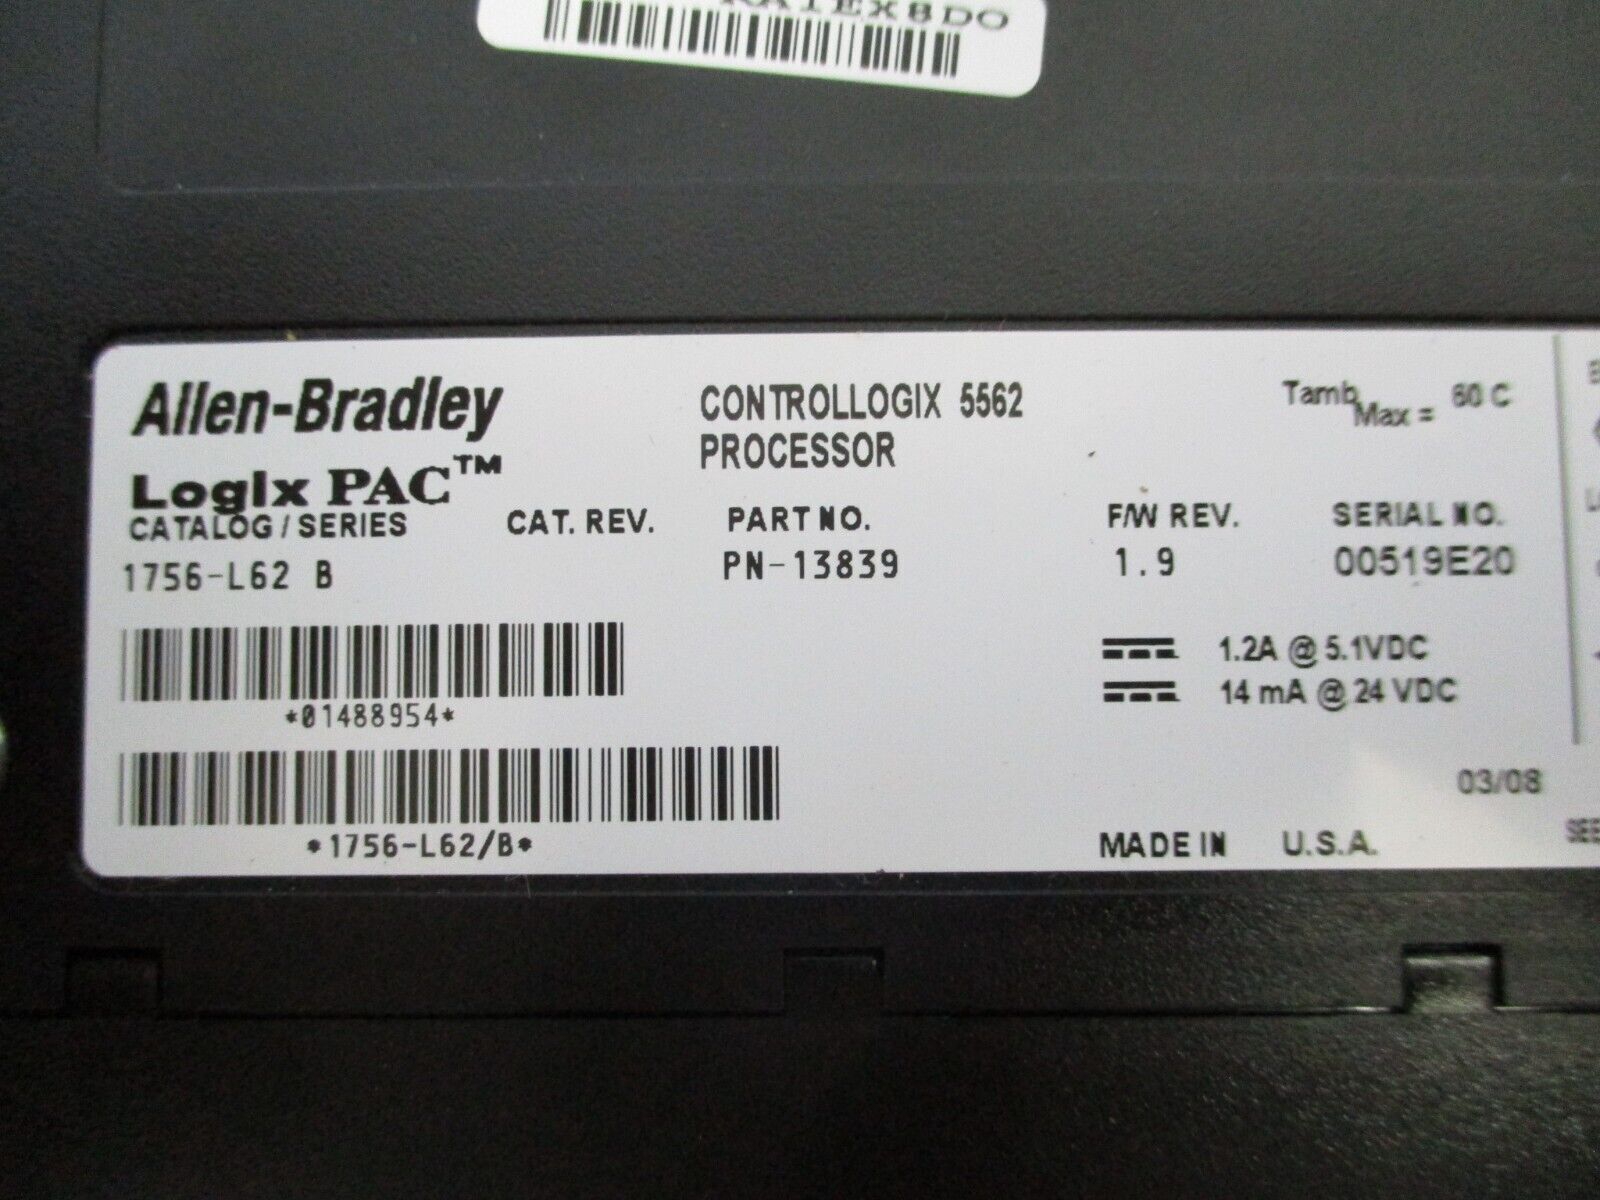 Allen-Bradley
Logix PAC™
CONTROLLOGIX 5562
PROCESSOR
Tamb Max = 60 C
CATALOG / SERIES CAT. REV. PART NO. F/W REV. SERIAL NO.
1756-L62 B PN-13839 1.9 00519E20
1.2A @ 5.1VDC
14 mA @ 24 VDC
*01488954*
03/08
*1756-L62/B*
MADE IN U.S.A.